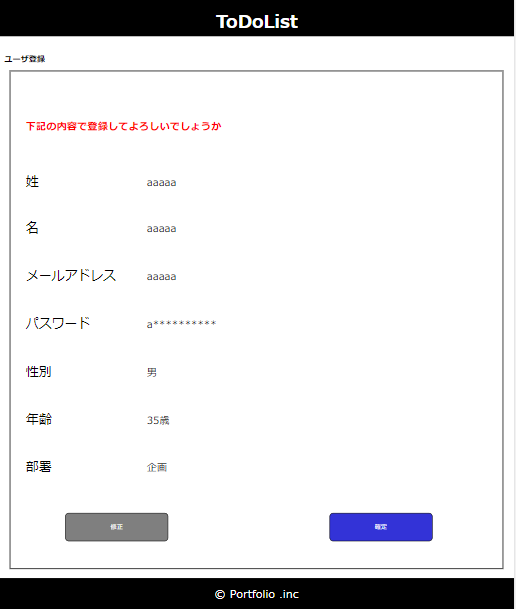 ToDoList
ユーザ登録
下記の内容で登録してよろしいでしょうか
姓 aaaaa
名 aaaaa
メールアドレス aaaaa
パスワード a**********
性別 男
年齢 35歳
部署 企画
修正 確定
© Portfolio .inc